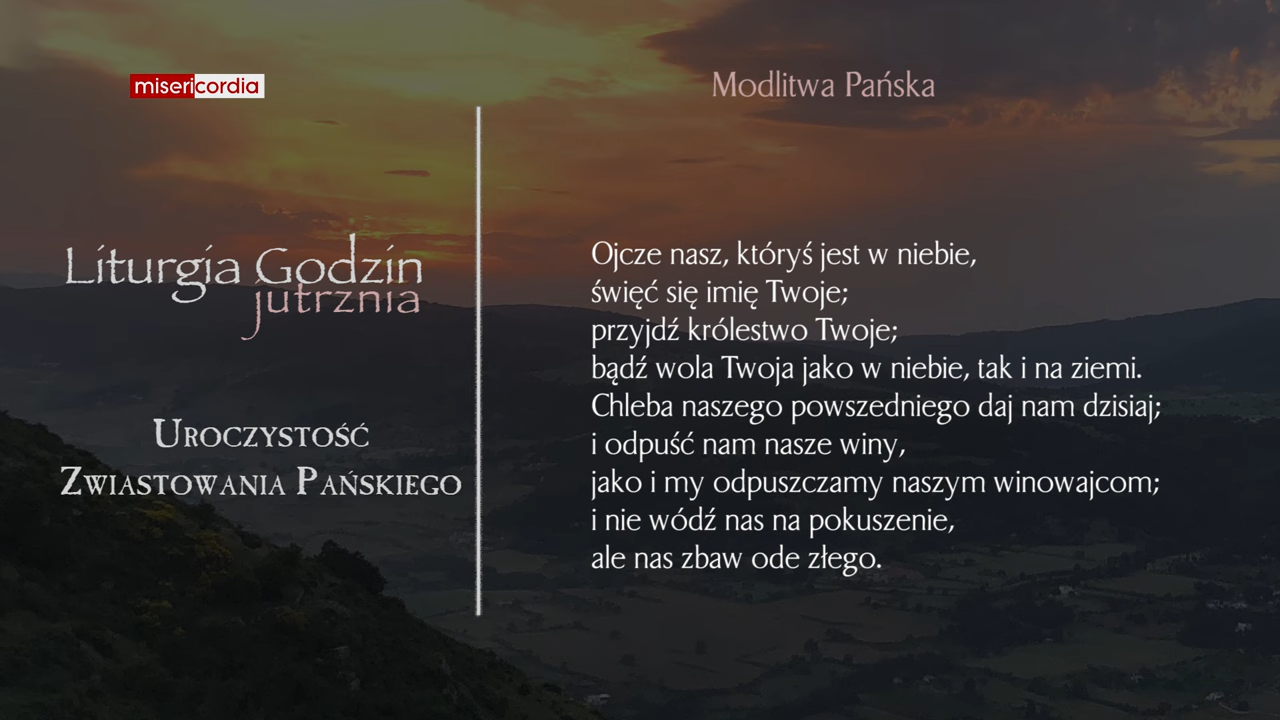 misericordia
Liturgia Godzin
jutrznia
Uroczystość
Zwiastowania Pańskiego
Modlitwa Pańska
Ojcze nasz, któryś jest w niebie,
święć się imię Twoje;
przyjdź królestwo Twoje;
bądź wola Twoja jako w niebie, tak i na ziemi.
Chleba naszego powszedniego daj nam dzisiaj;
i odpuść nam nasze winy,
jako i my odpuszczamy naszym winowajcom;
i nie wódź nas na pokuszenie,
ale nas zbaw ode złego.